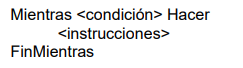 Mientras <condición> Hacer
<instrucciones>
FinMientras